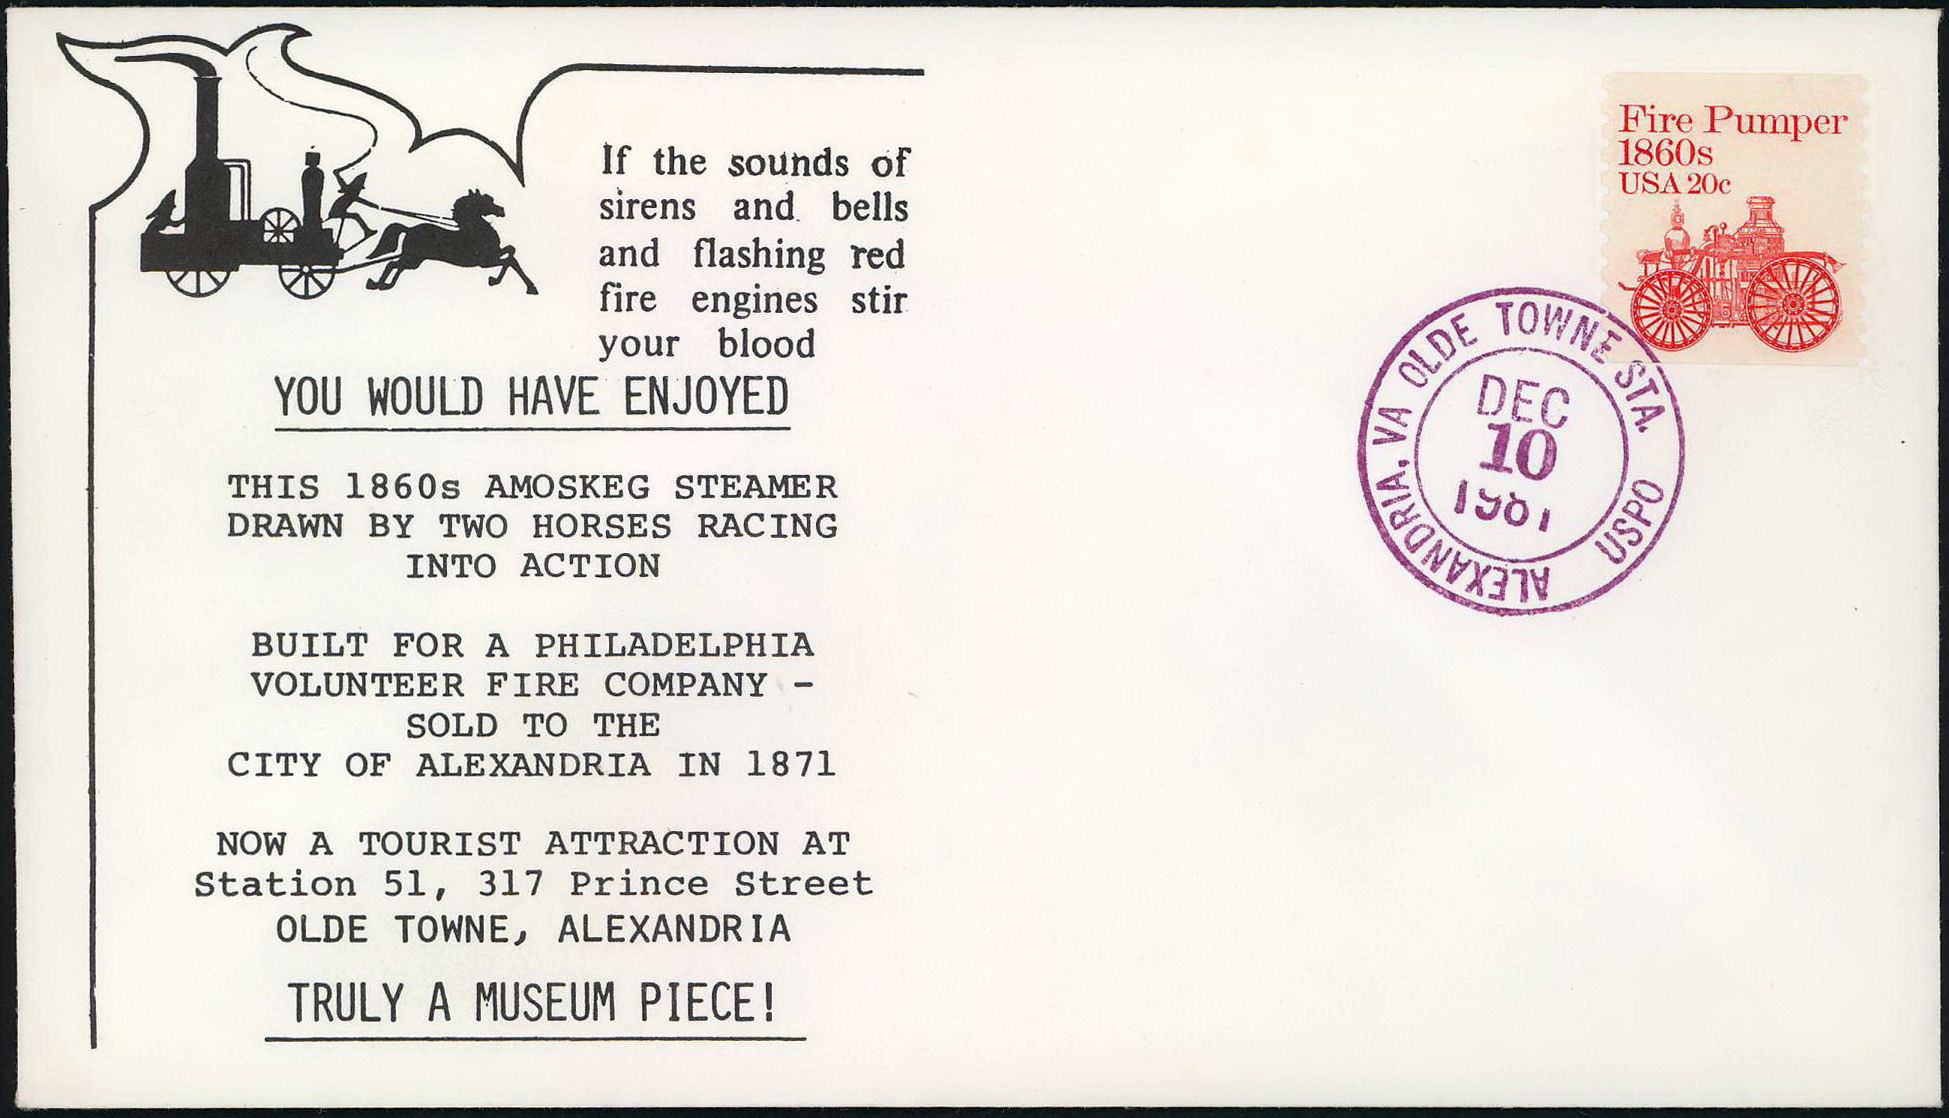 If the sounds of
sirens and bells
and flashing red
fire engines stir
your blood
YOU WOULD HAVE ENJOYED
THIS 1860s AMOSKEG STEAMER
DRAWN BY TWO HORSES RACING
INTO ACTION
BUILT FOR A PHILADELPHIA
VOLUNTEER FIRE COMPANY -
SOLD TO THE
CITY OF ALEXANDRIA IN 1871
NOW A TOURIST ATTRACTION AT
Station 51, 317 Prince Street
OLDE TOWNE, ALEXANDRIA
TRULY A MUSEUM PIECE!
Fire Pumper
1860s
USA 20c
ALEXANDRIA, VA OLDE TOWNE STA. USPO
DEC
10
1981